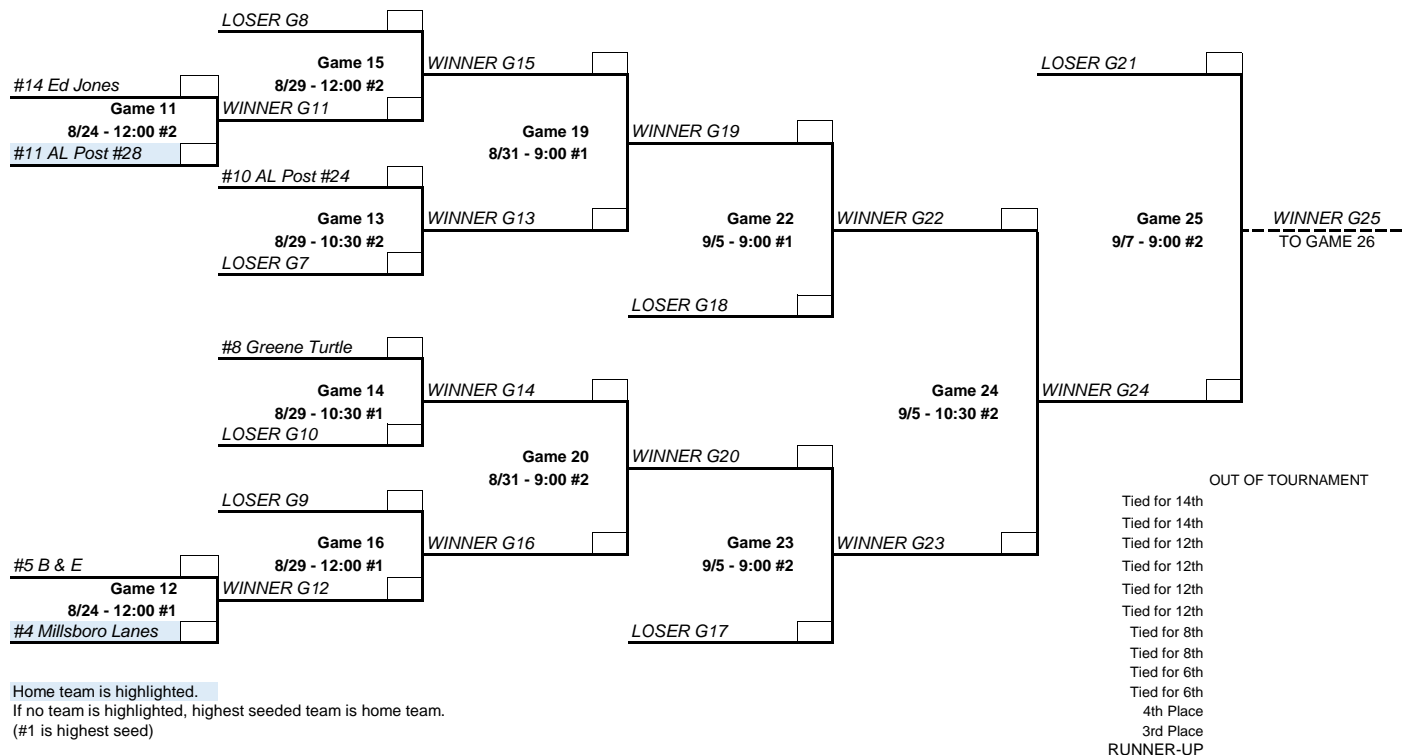 LOSER G8
Game 15
8/29 - 12:00 #2
WINNER G15
LOSER G21
#14 Ed Jones
Game 11
8/24 - 12:00 #2
WINNER G11
#11 AL Post #28
Game 19
8/31 - 9:00 #1
WINNER G19
#10 AL Post #24
Game 13
8/29 - 10:30 #2
WINNER G13
LOSER G7
Game 22
9/5 - 9:00 #1
WINNER G22
Game 25
9/7 - 9:00 #2
WINNER G25
TO GAME 26
LOSER G18
#8 Greene Turtle
Game 14
8/29 - 10:30 #1
WINNER G14
LOSER G10
Game 24
9/5 - 10:30 #2
WINNER G24
Game 20
8/31 - 9:00 #2
WINNER G20
LOSER G9
Game 16
8/29 - 12:00 #1
WINNER G16
#5 B & E
Game 12
8/24 - 12:00 #1
WINNER G12
#4 Millsboro Lanes
Game 23
9/5 - 9:00 #2
WINNER G23
LOSER G17
OUT OF TOURNAMENT
Tied for 14th
Tied for 14th
Tied for 12th
Tied for 12th
Tied for 12th
Tied for 12th
Tied for 8th
Tied for 8th
Tied for 6th
Tied for 6th
4th Place
3rd Place
RUNNER-UP
Home team is highlighted.
If no team is highlighted, highest seeded team is home team.
(#1 is highest seed)